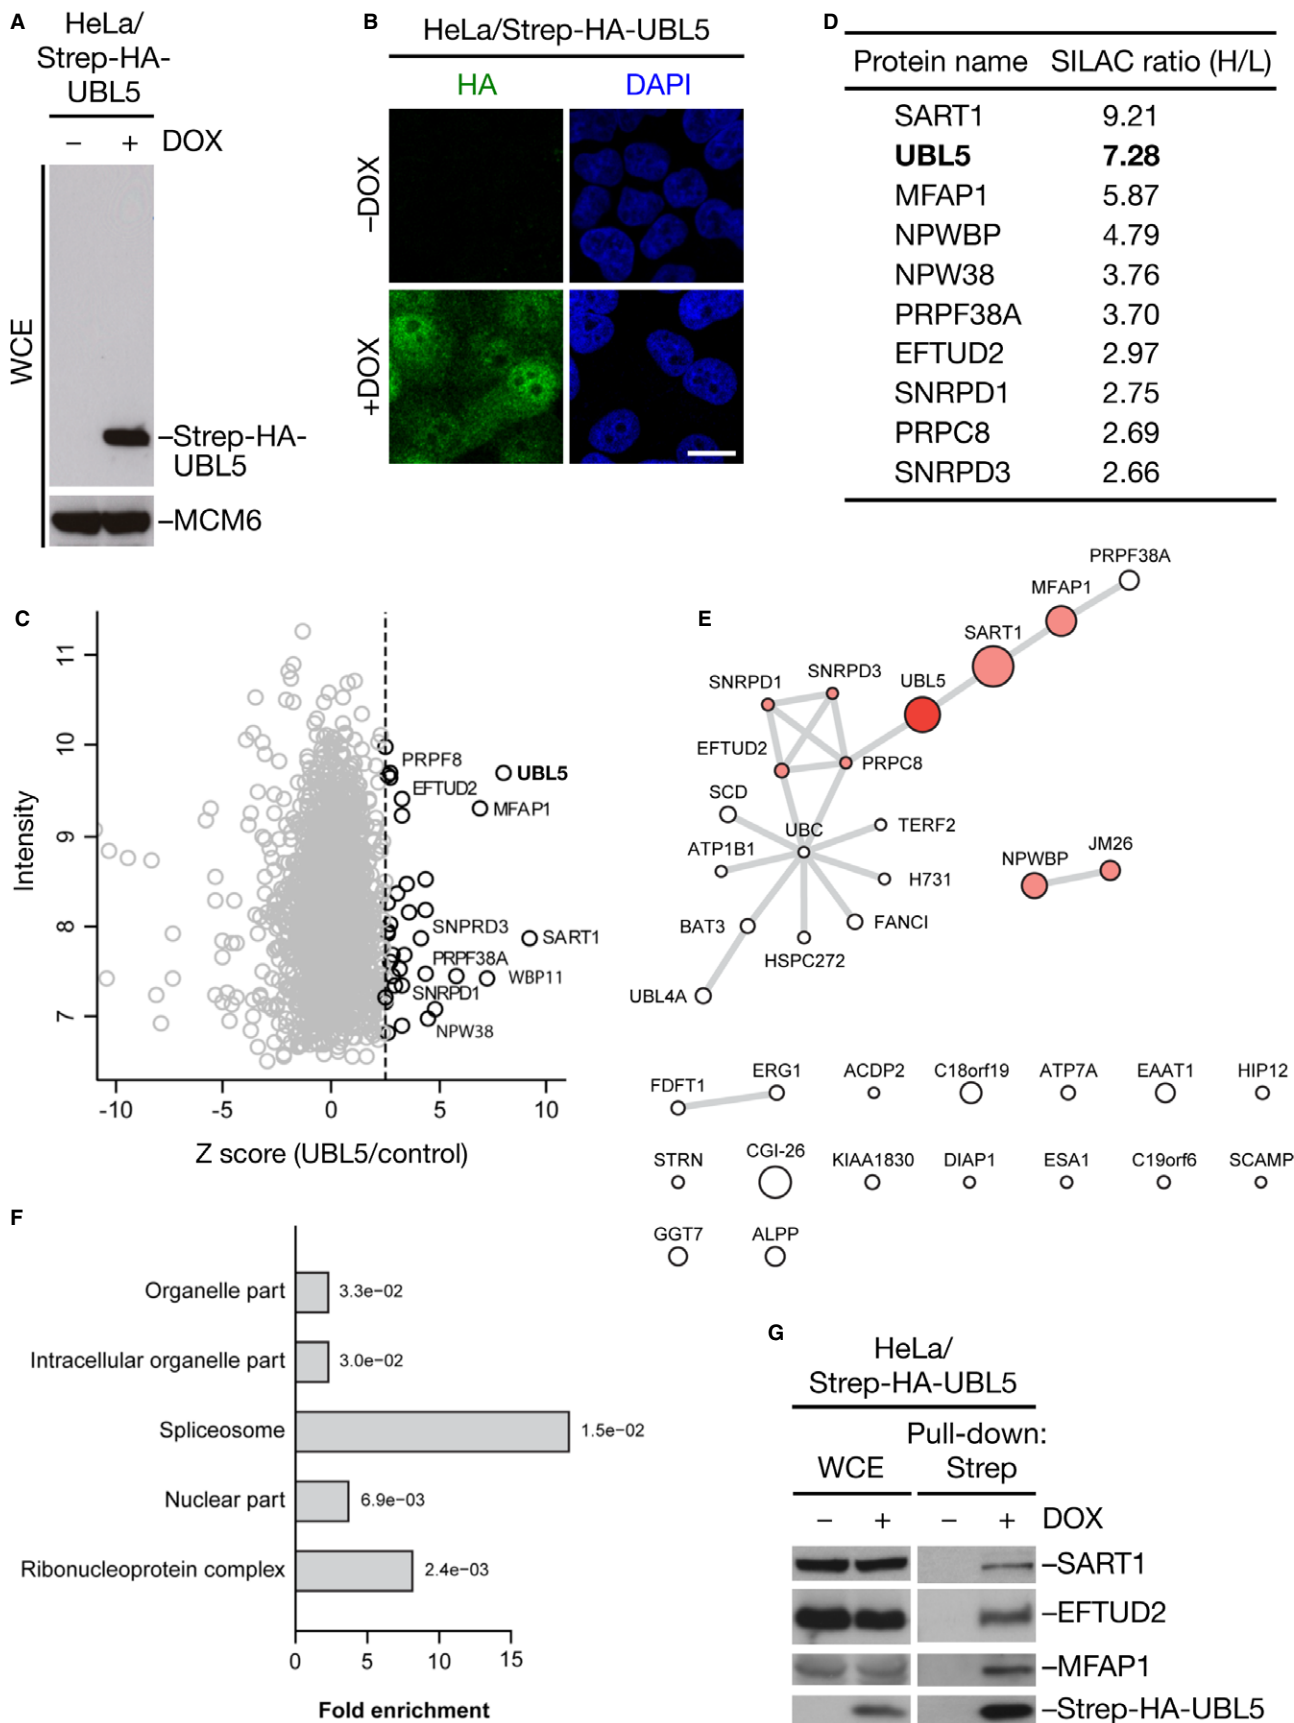 A
HeLa/
Strep-HA-
UBL5
– + DOX
WCE
–Strep-HA-
UBL5
–MCM6
B
HeLa/Strep-HA-UBL5
HA DAPI
–DOX
+DOX
D
Protein name SILAC ratio (H/L)
SART1 9.21
UBL5 7.28
MFAP1 5.87
NPWBP 4.79
NPW38 3.76
PRPF38A 3.70
EFTUD2 2.97
SNRPD1 2.75
PRPC8 2.69
SNRPD3 2.66
C
Intensity
11
10
9
8
7
PRPF8
UBL5
EFTUD2
MFAP1
SNPRD3
SART1
PRPF38A
WBP11
SNRPD1
NPW38
-10 -5 0 5 10
Z score (UBL5/control)
E
PRPF38A
MFAP1
SART1
UBL5
SNRPD3
SNRPD1
EFTUD2
PRPC8
SCD
UBC
TERF2
ATP1B1
H731
NPWBP
JM26
BAT3
FANCI
HSPC272
UBL4A
FDFT1 ERG1 ACDP2 C18orf19 ATP7A EAAT1 HIP12
STRN CGI-26 KIAA1830 DIAP1 ESA1 C19orf6 SCAMP
GGT7 ALPP
F
Organelle part 3.3e−02
Intracellular organelle part 3.0e−02
Spliceosome 1.5e−02
Nuclear part 6.9e−03
Ribonucleoprotein complex 2.4e−03
0 5 10 15
Fold enrichment
G
HeLa/
Strep-HA-UBL5
Pull-down:
WCE Strep
– + – + DOX
–SART1
–EFTUD2
–MFAP1
–Strep-HA-UBL5